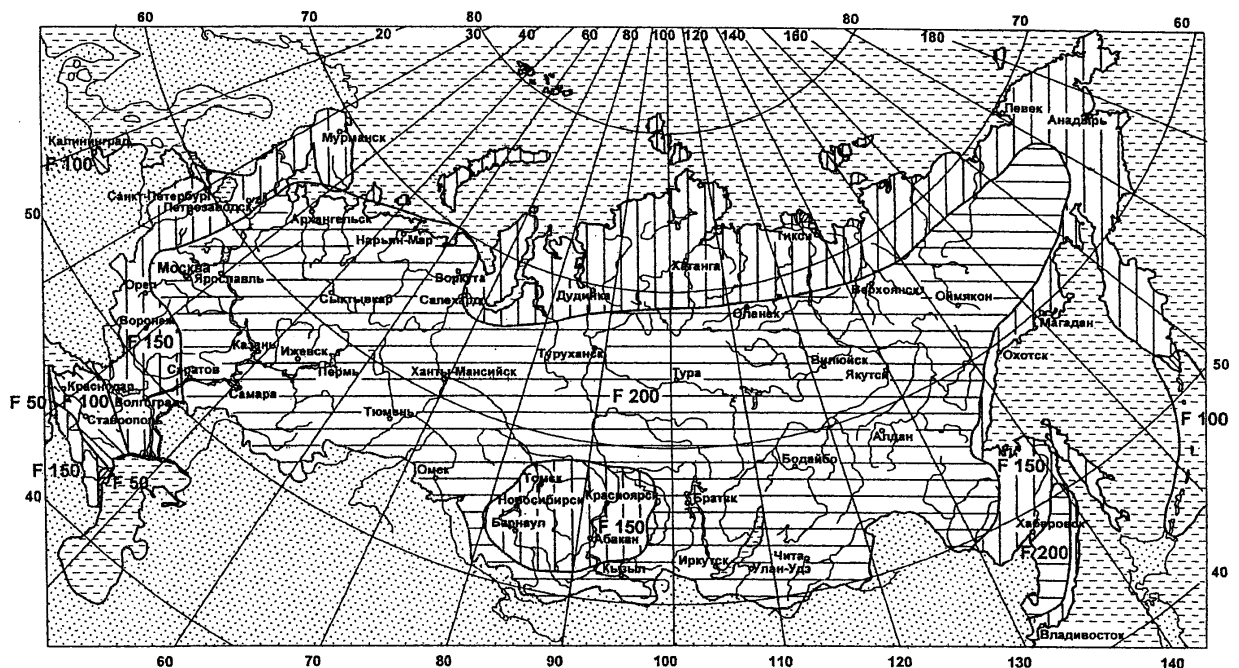 60 70 80 80 70 60
20 30 40 60 80 100 120 140 160 180
Певек
Анадырь
Мурманск
Калининград
F 100
Санкт-Петербург
Петрозаводск
50
Архангельск
Нарьян-Мар
Тикси
Москва
Ярославль
Хатанга
Воркута
Орел
Сыктывкар
Салехард
Дудинка
Верхоянск
Оймякон
Оленек
Магадан
Воронеж
F 150
Казань
Ижевск
Туруханск
Вилюйск
Охотск
Саратов
Пермь
Ханты-Мансийск
Тура
Якутск
50
Краснодар
Самара
F 50
F 100
Волгоград
F 200
Тюмень
F 100
Ставрополь
Алдан
F 150
Омск
Бодайбо
F 150
F 50
Томск
40
Новосибирск
Красноярск
Братск
Барнаул
F 150
Хабаровск
Абакан
F 200
Кызыл
Иркутск
Чита
Улан-Удэ
40
Владивосток
60 70 80 90 100 110 120 130 140